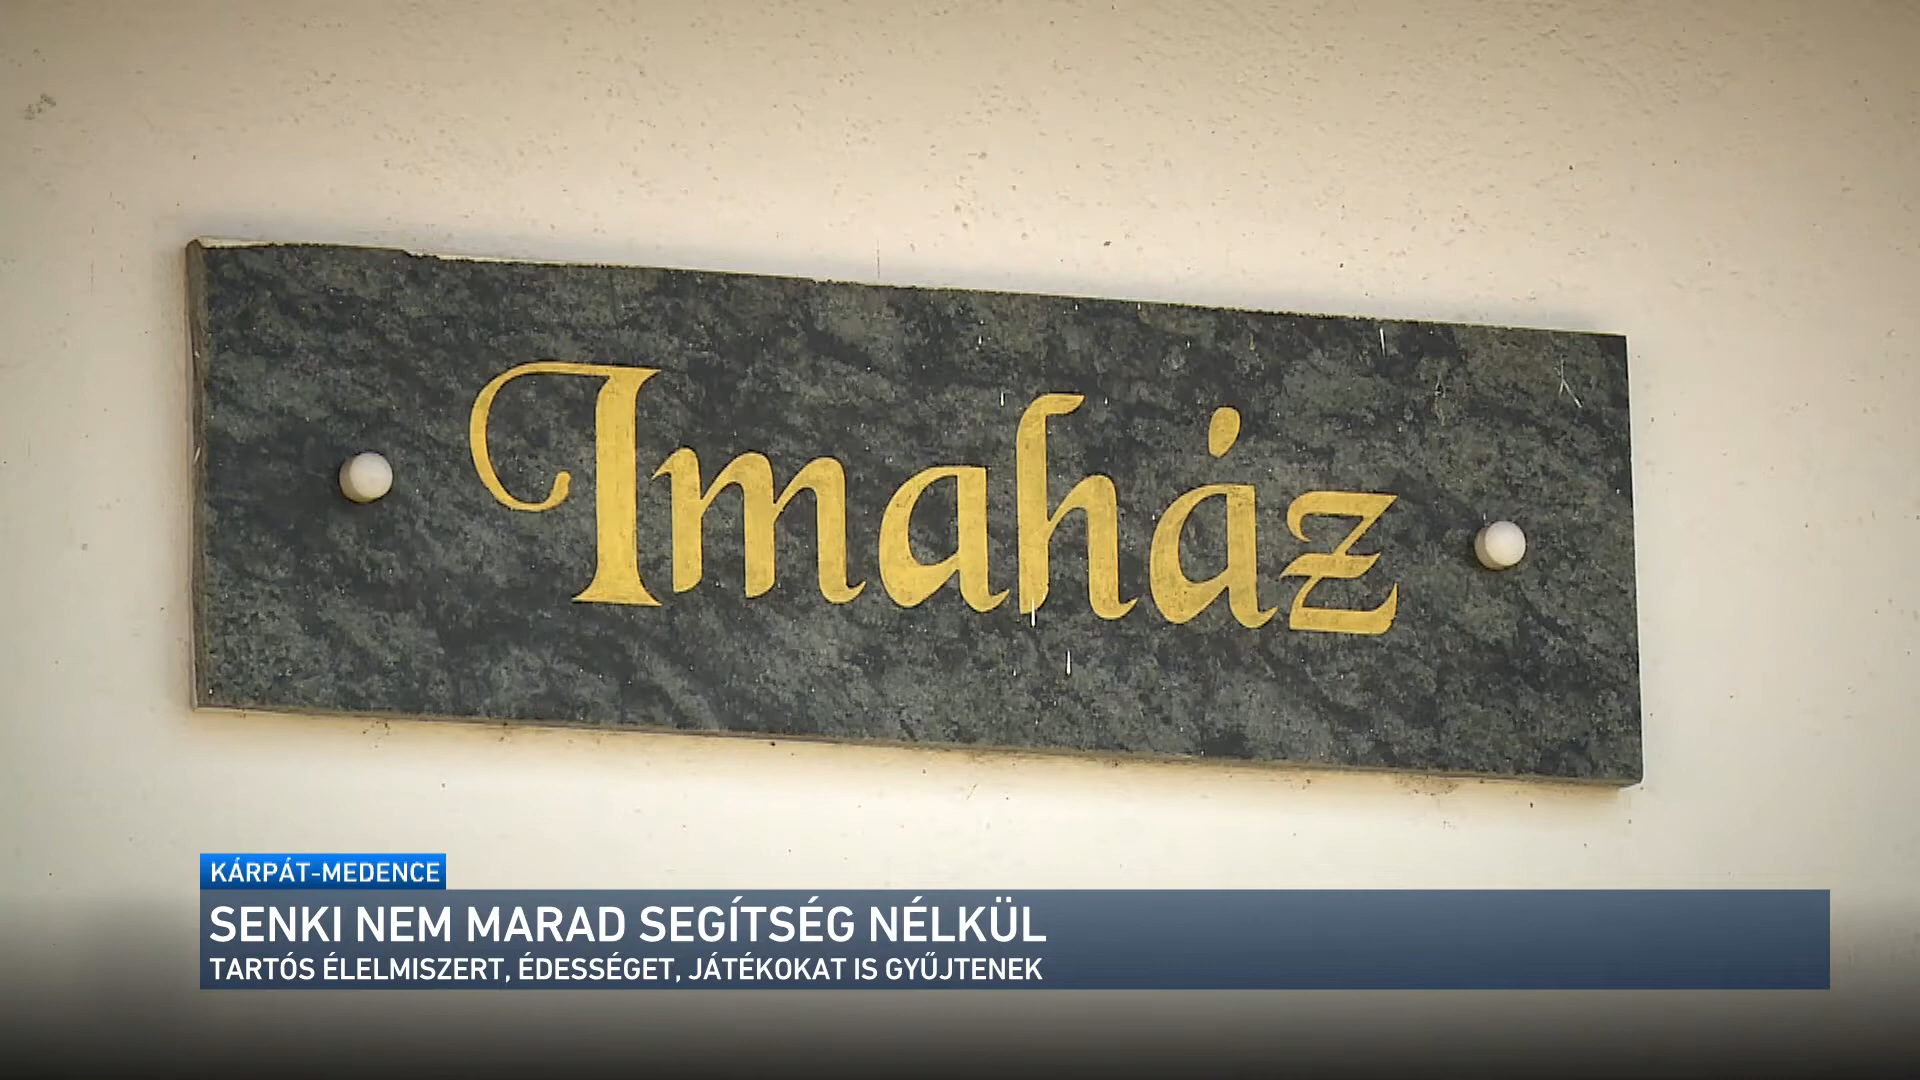 Imaház
KÁRPÁT-MEDENCE
SENKI NEM MARAD SEGÍTSÉG NÉLKÜL
TARTÓS ÉLELMISZERT, ÉDESSÉGET, JÁTÉKOKAT IS GYŰJTENEK